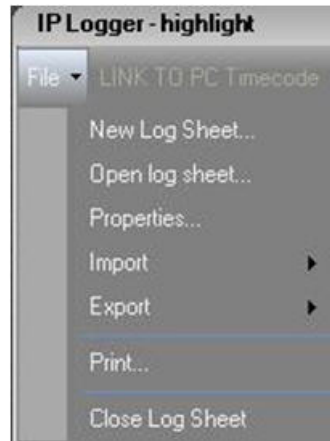 IP Logger - highlight
File LINK TO PC Timecode
New Log Sheet...
Open log sheet...
Properties...
Import
Export
Print...
Close Log Sheet